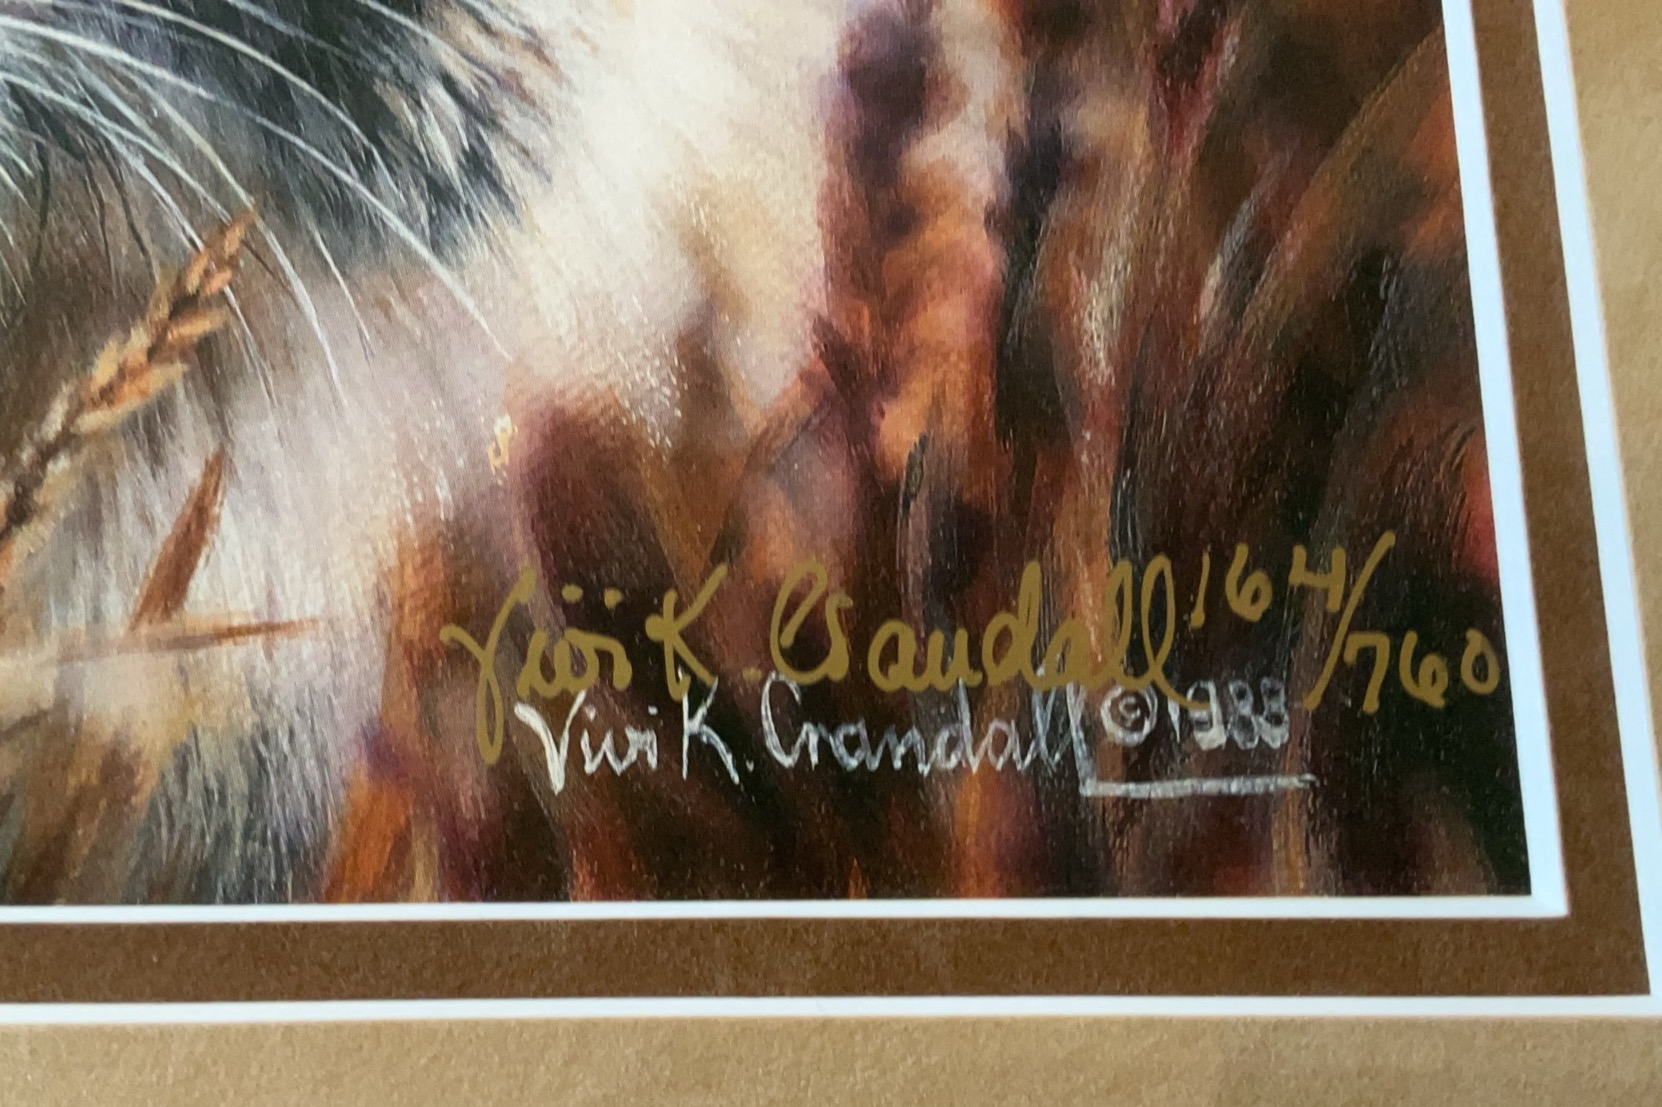 Vivi K. Crandall 164/760
Vivi K. Crandall © 1988